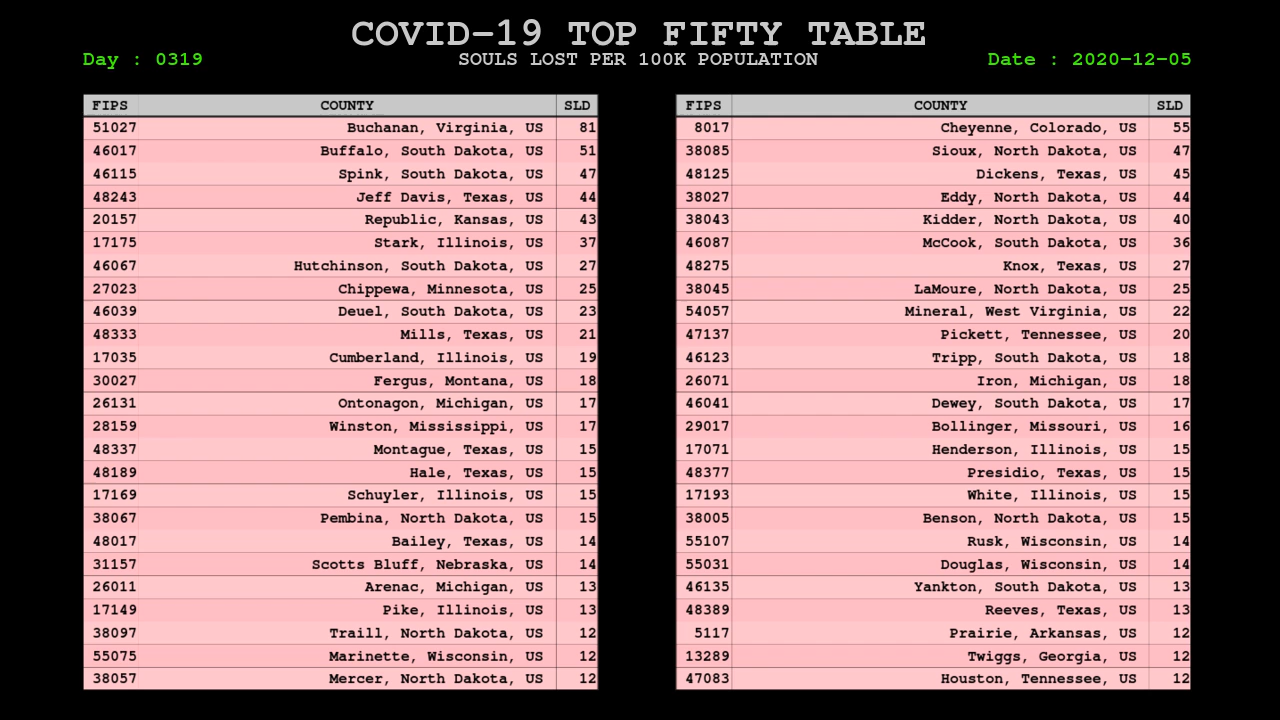 COVID-19 TOP FIFTY TABLE
Day : 0319 SOULS LOST PER 100K POPULATION Date : 2020-12-05
FIPS COUNTY SLD FIPS COUNTY SLD
51027 Buchanan, Virginia, US 81 8017 Cheyenne, Colorado, US 55
46017 Buffalo, South Dakota, US 51 38085 Sioux, North Dakota, US 47
46115 Spink, South Dakota, US 47 48125 Dickens, Texas, US 45
48243 Jeff Davis, Texas, US 44 38027 Eddy, North Dakota, US 44
20157 Republic, Kansas, US 43 38043 Kidder, North Dakota, US 40
17175 Stark, Illinois, US 37 46087 McCook, South Dakota, US 36
46067 Hutchinson, South Dakota, US 27 48275 Knox, Texas, US 27
27023 Chippewa, Minnesota, US 25 38045 LaMoure, North Dakota, US 25
46039 Deuel, South Dakota, US 23 54057 Mineral, West Virginia, US 22
48333 Mills, Texas, US 21 47137 Pickett, Tennessee, US 20
17035 Cumberland, Illinois, US 19 46123 Tripp, South Dakota, US 18
30027 Fergus, Montana, US 18 26071 Iron, Michigan, US 18
26131 Ontonagon, Michigan, US 17 46041 Dewey, South Dakota, US 17
28159 Winston, Mississippi, US 17 29017 Bollinger, Missouri, US 16
48337 Montague, Texas, US 15 17071 Henderson, Illinois, US 15
48189 Hale, Texas, US 15 48377 Presidio, Texas, US 15
17169 Schuyler, Illinois, US 15 17193 White, Illinois, US 15
38067 Pembina, North Dakota, US 15 38005 Benson, North Dakota, US 15
48017 Bailey, Texas, US 14 55107 Rusk, Wisconsin, US 14
31157 Scotts Bluff, Nebraska, US 14 55031 Douglas, Wisconsin, US 14
26011 Arenac, Michigan, US 13 46135 Yankton, South Dakota, US 13
17149 Pike, Illinois, US 13 48389 Reeves, Texas, US 13
38097 Traill, North Dakota, US 12 5117 Prairie, Arkansas, US 12
55075 Marinette, Wisconsin, US 12 13289 Twiggs, Georgia, US 12
38057 Mercer, North Dakota, US 12 47083 Houston, Tennessee, US 12